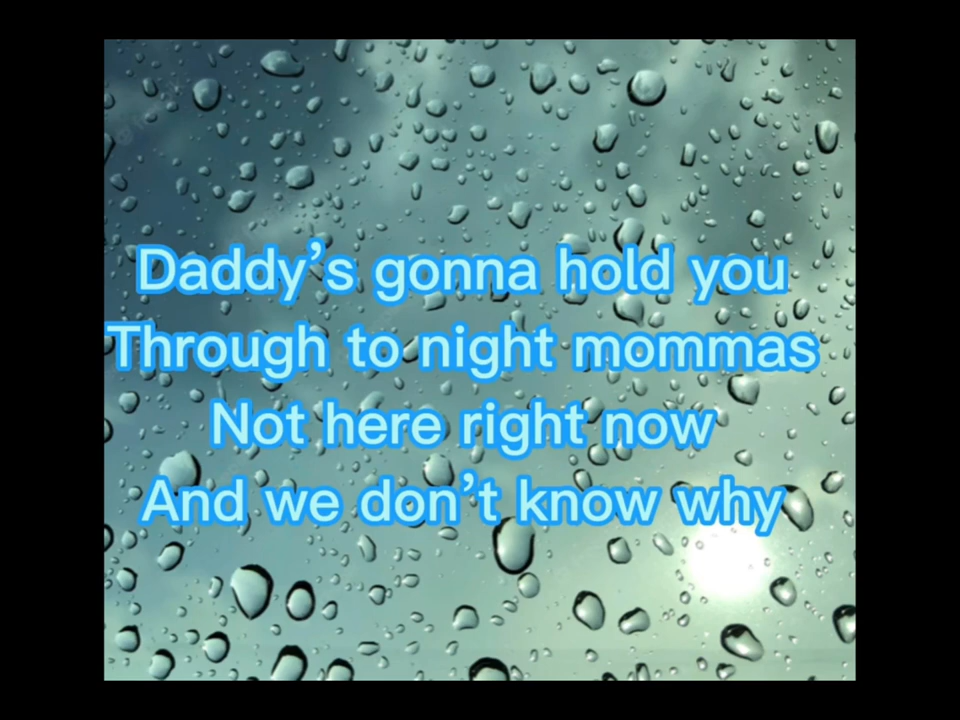 Daddy’s gonna hold you
Through to night mommas
Not here right now
And we don’t know why